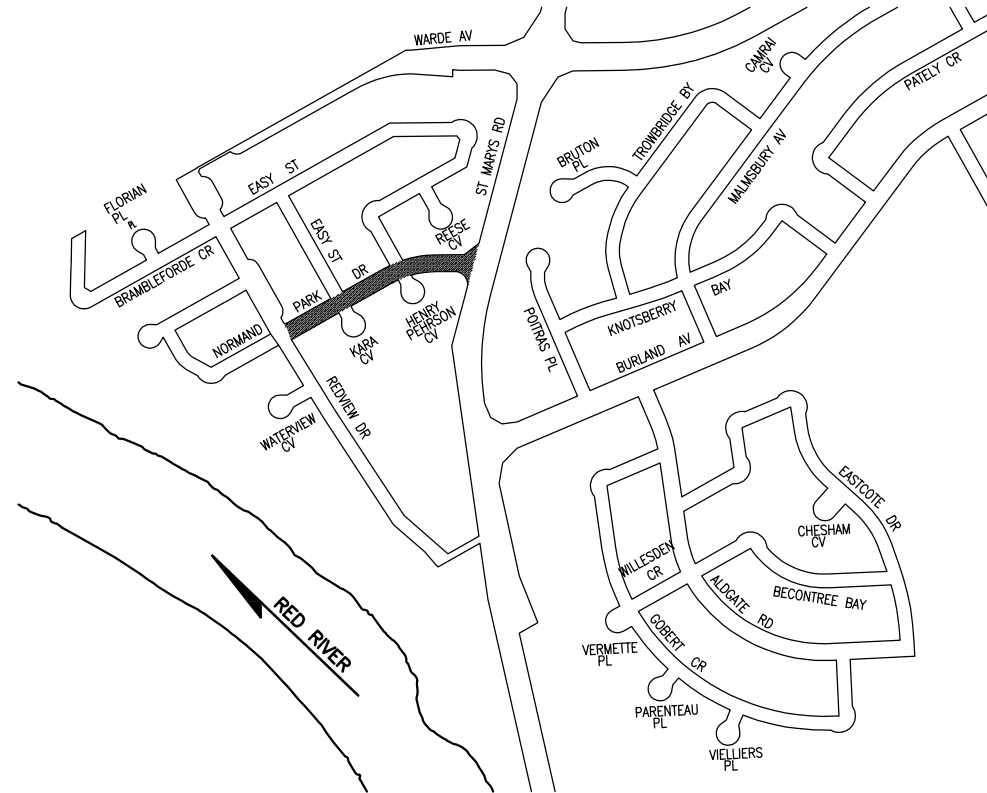 WARDE AV
CAMRAI
CV
PATELY CR
TROWBRIDGE BY
ST MARYS RD
MALMSBURY AV
BRUTON
PL
EASY ST
FLORIAN
PL
PL
EASY ST
REESE
CV
BRAMBLEFORDE CR
PARK DR
NORMAND
HENRY
PEHRSON
CV
KARA
CV
KNOTSBERRY BAY
POITRAS PL
BURLAND AV
REDVIEW DR
WATERVIEW
CV
EASTCOTE DR
CHESHAM
CV
WILLESDEN
CR
BECONTREE BAY
ALDGATE RD
RED RIVER
GOBERT CR
VERMETTE
PL
PARENTEAU
PL
VIELLIERS
PL